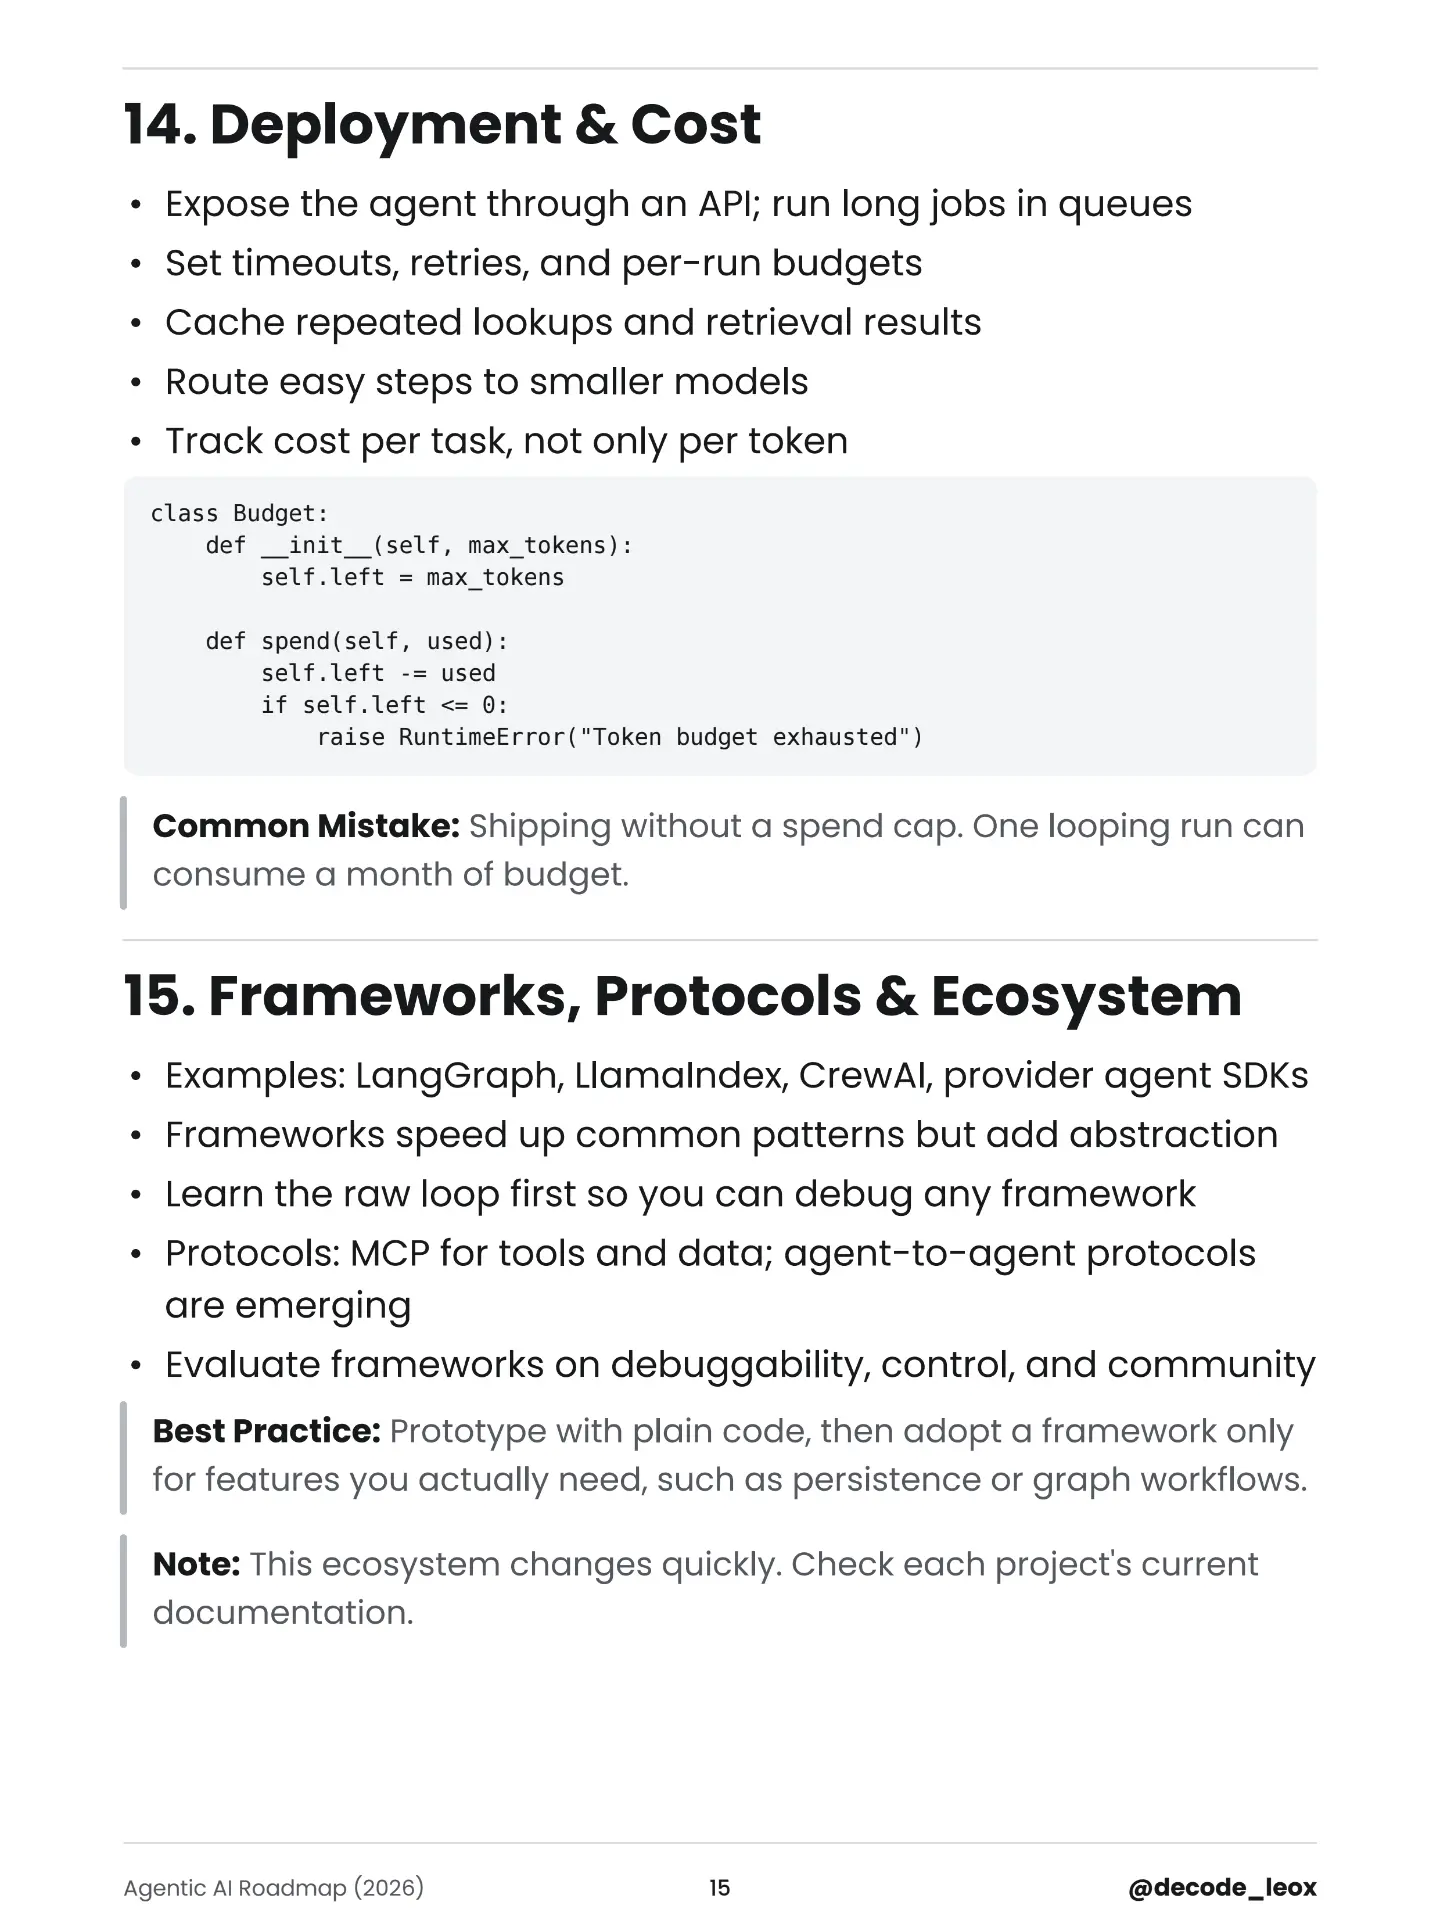 14. Deployment & Cost
• Expose the agent through an API; run long jobs in queues
• Set timeouts, retries, and per-run budgets
• Cache repeated lookups and retrieval results
• Route easy steps to smaller models
• Track cost per task, not only per token
class Budget:
    def __init__(self, max_tokens):
        self.left = max_tokens

    def spend(self, used):
        self.left -= used
        if self.left <= 0:
            raise RuntimeError("Token budget exhausted")
Common Mistake: Shipping without a spend cap. One looping run can
consume a month of budget.
15. Frameworks, Protocols & Ecosystem
• Examples: LangGraph, LlamaIndex, CrewAI, provider agent SDKs
• Frameworks speed up common patterns but add abstraction
• Learn the raw loop first so you can debug any framework
• Protocols: MCP for tools and data; agent-to-agent protocols
are emerging
• Evaluate frameworks on debuggability, control, and community
Best Practice: Prototype with plain code, then adopt a framework only
for features you actually need, such as persistence or graph workflows.
Note: This ecosystem changes quickly. Check each project's current
documentation.
Agentic AI Roadmap (2026)
15
@decode_leox